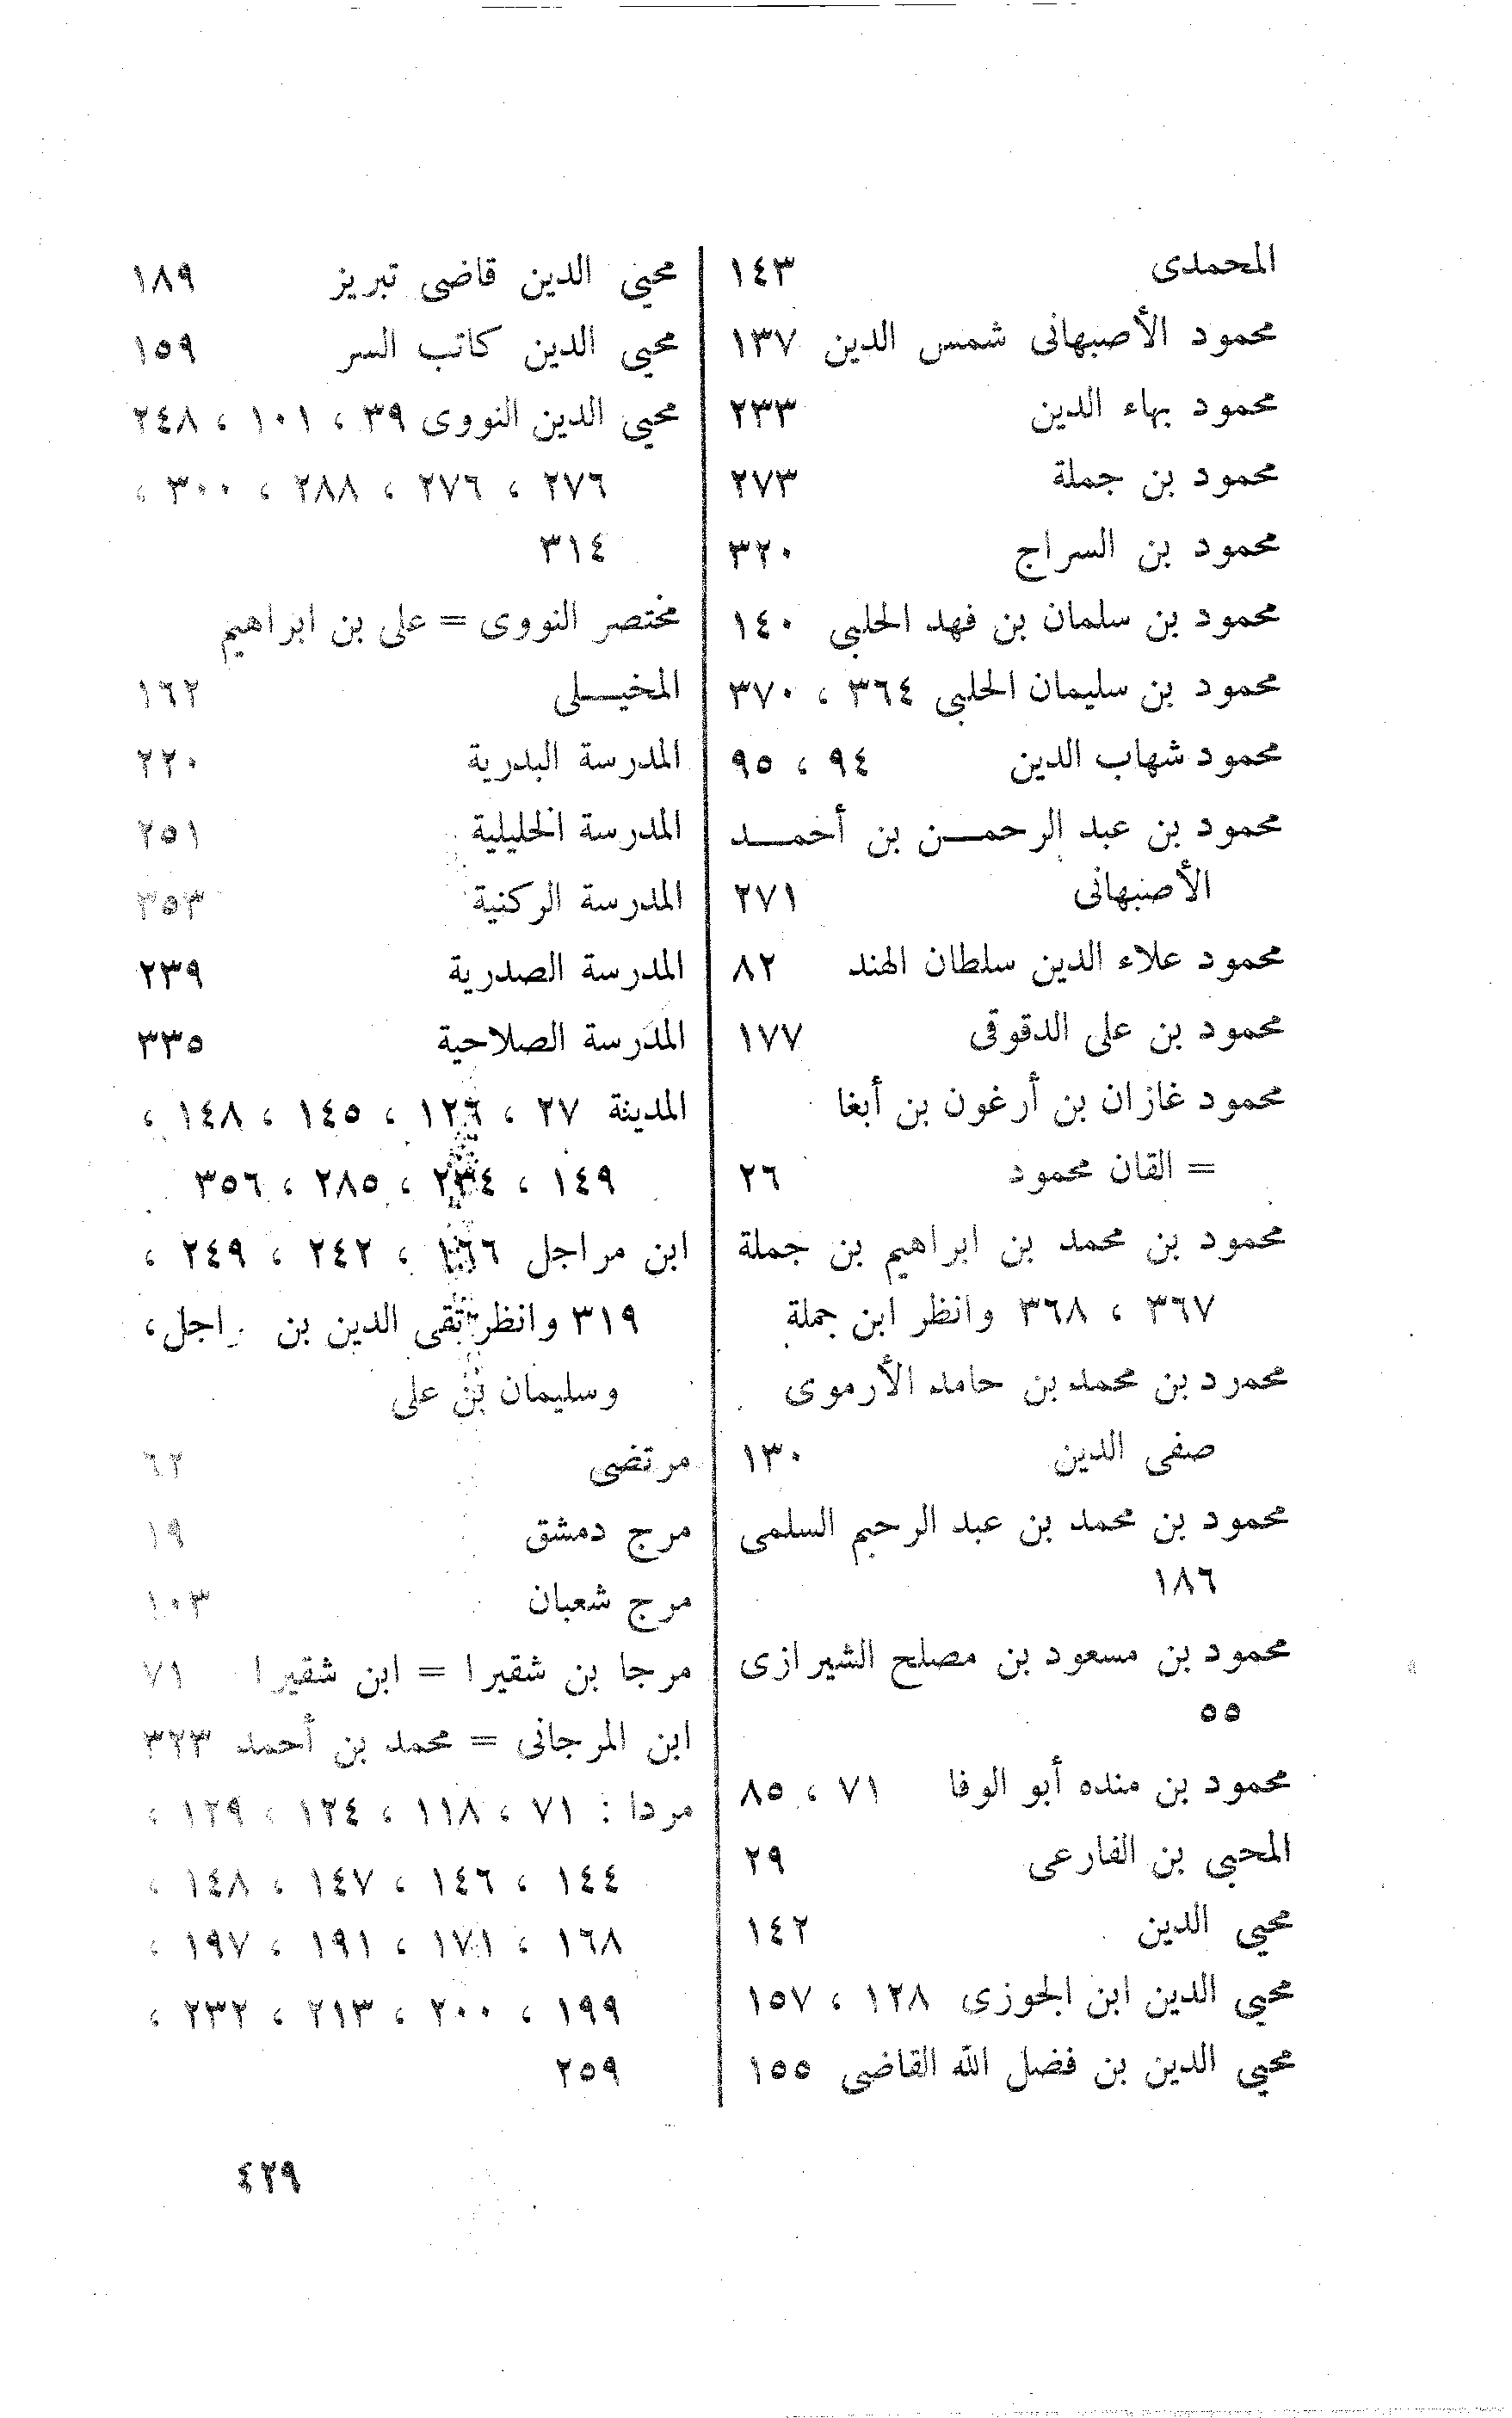 المحمدى ١٤٣
محمود الأصبهانى شمس الدين ١٣٧
محمود بهاء الدين ٢٣٣
محمود بن جملة ٢٧٣
محمود بن السراج ٣٢٠
محمود بن سلمان بن فهد الحلبى ١٤٠
محمود بن سليمان الحلبى ٣٦٤ ، ٣٧٠
محمود شهاب الدين ٩٤ ، ٩٥
محمود بن عبد الرحمــن بن أحمــد
الأصبهانى ٢٧١
محمود علاء الدين سلطان الهند ٨٢
محمود بن على الدقوقى ١٧٧
محمود غازان بن أرغون بن أبغا
= القان محمود ٢٦
محمود بن محمد بن ابراهيم بن جملة
٣٦٧ ، ٣٦٨ وانظر ابن جملة
محمرد بن محمد بن حامد الأرموى
صفى الدين ١٣٠
محمود بن محمد بن عبد الرحيم السلمى
١٨٦
محمود بن مسعود بن مصلح الشيرازى
٥٥
محمود بن منده أبو الوفا ٧١ ، ٨٥
المحيى بن الفارعى ٢٩
محيى الدين ١٤٢
محيى الدين ابن الجوزى ١٢٨ ، ١٥٧
محيى الدين بن فضل الله القاضى ١٥٥
محيى الدين قاضى تبريز ١٨٩
محيى الدين كاتب السر ١٥٩
محيى الدين النووى ٣٩ ، ١٠١ ، ٢٤٨
٢٧٦ ، ٢٧٦ ، ٢٨٨ ، ٣٠٠ ،
٣١٤
مختصر النووى = على بن ابراهيم
المخيــلى ١٦٢
المدرسة البدرية ٢٢٠
المدرسة الخليلية ٢٥١
المدرسة الركنية ٣٥٣
المدرسة الصدرية ٢٣٩
المدرسة الصلاحية ٣٣٥
المدينة ٢٧ ، ١٢٦ ، ١٤٥ ، ١٤٨ ،
١٤٩ ، ٢٣٤ ، ٢٨٥ ، ٣٥٦
ابن مراجل ١٦٦ ، ٢٤٢ ، ٢٤٩ ،
٣١٩ وانظر تقى الدين بن راجل ،
وسليمان بن على
مرتضى ٦٢
مرج دمشق ١٩
مرج شعبان ١٠٣
مرجا بن شقيرا = ابن شقيرا ٧١
ابن المرجانى = محمد بن أحمد ٣٢٣
مردا : ٧١ ، ١١٨ ، ١٢٤ ، ١٢٩ ،
١٤٤ ، ١٤٦ ، ١٤٧ ، ١٤٨ ،
١٦٨ ، ١٧١ ، ١٩١ ، ١٩٧ ،
١٩٩ ، ٢٠٠ ، ٢١٣ ، ٢٣٢ ،
٢٥٩
٤٢٩